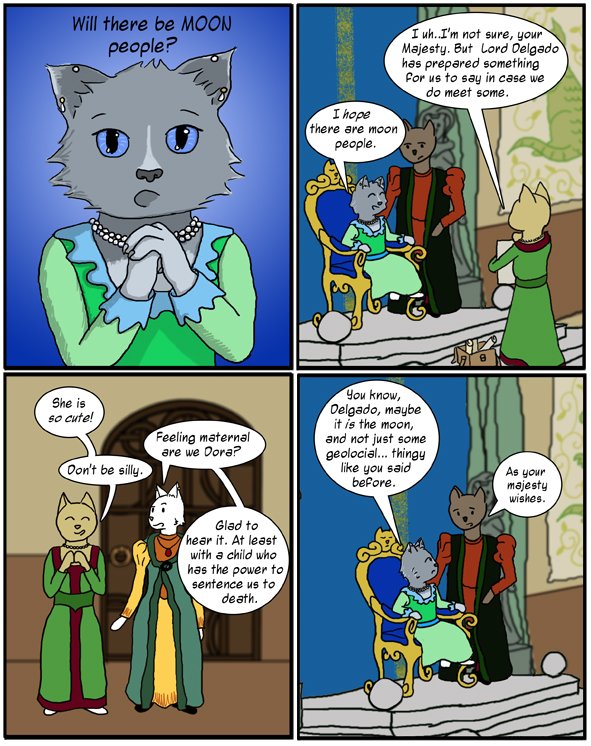 Will there be MOON
people?
I uh..I'm not sure, your
Majesty. But Lord Delgado
has prepared something
for us to say in case we
do meet some.
I hope
there are moon
people.
She is
so cute!
Feeling maternal
are we Dora?
Don't be silly.
Glad to
hear it. At least
with a child who
has the power to
sentence us to
death.
You know,
Delgado, maybe
it is the moon,
and not just some
geolocial... thingy
like you said
before.
As your
majesty
wishes.